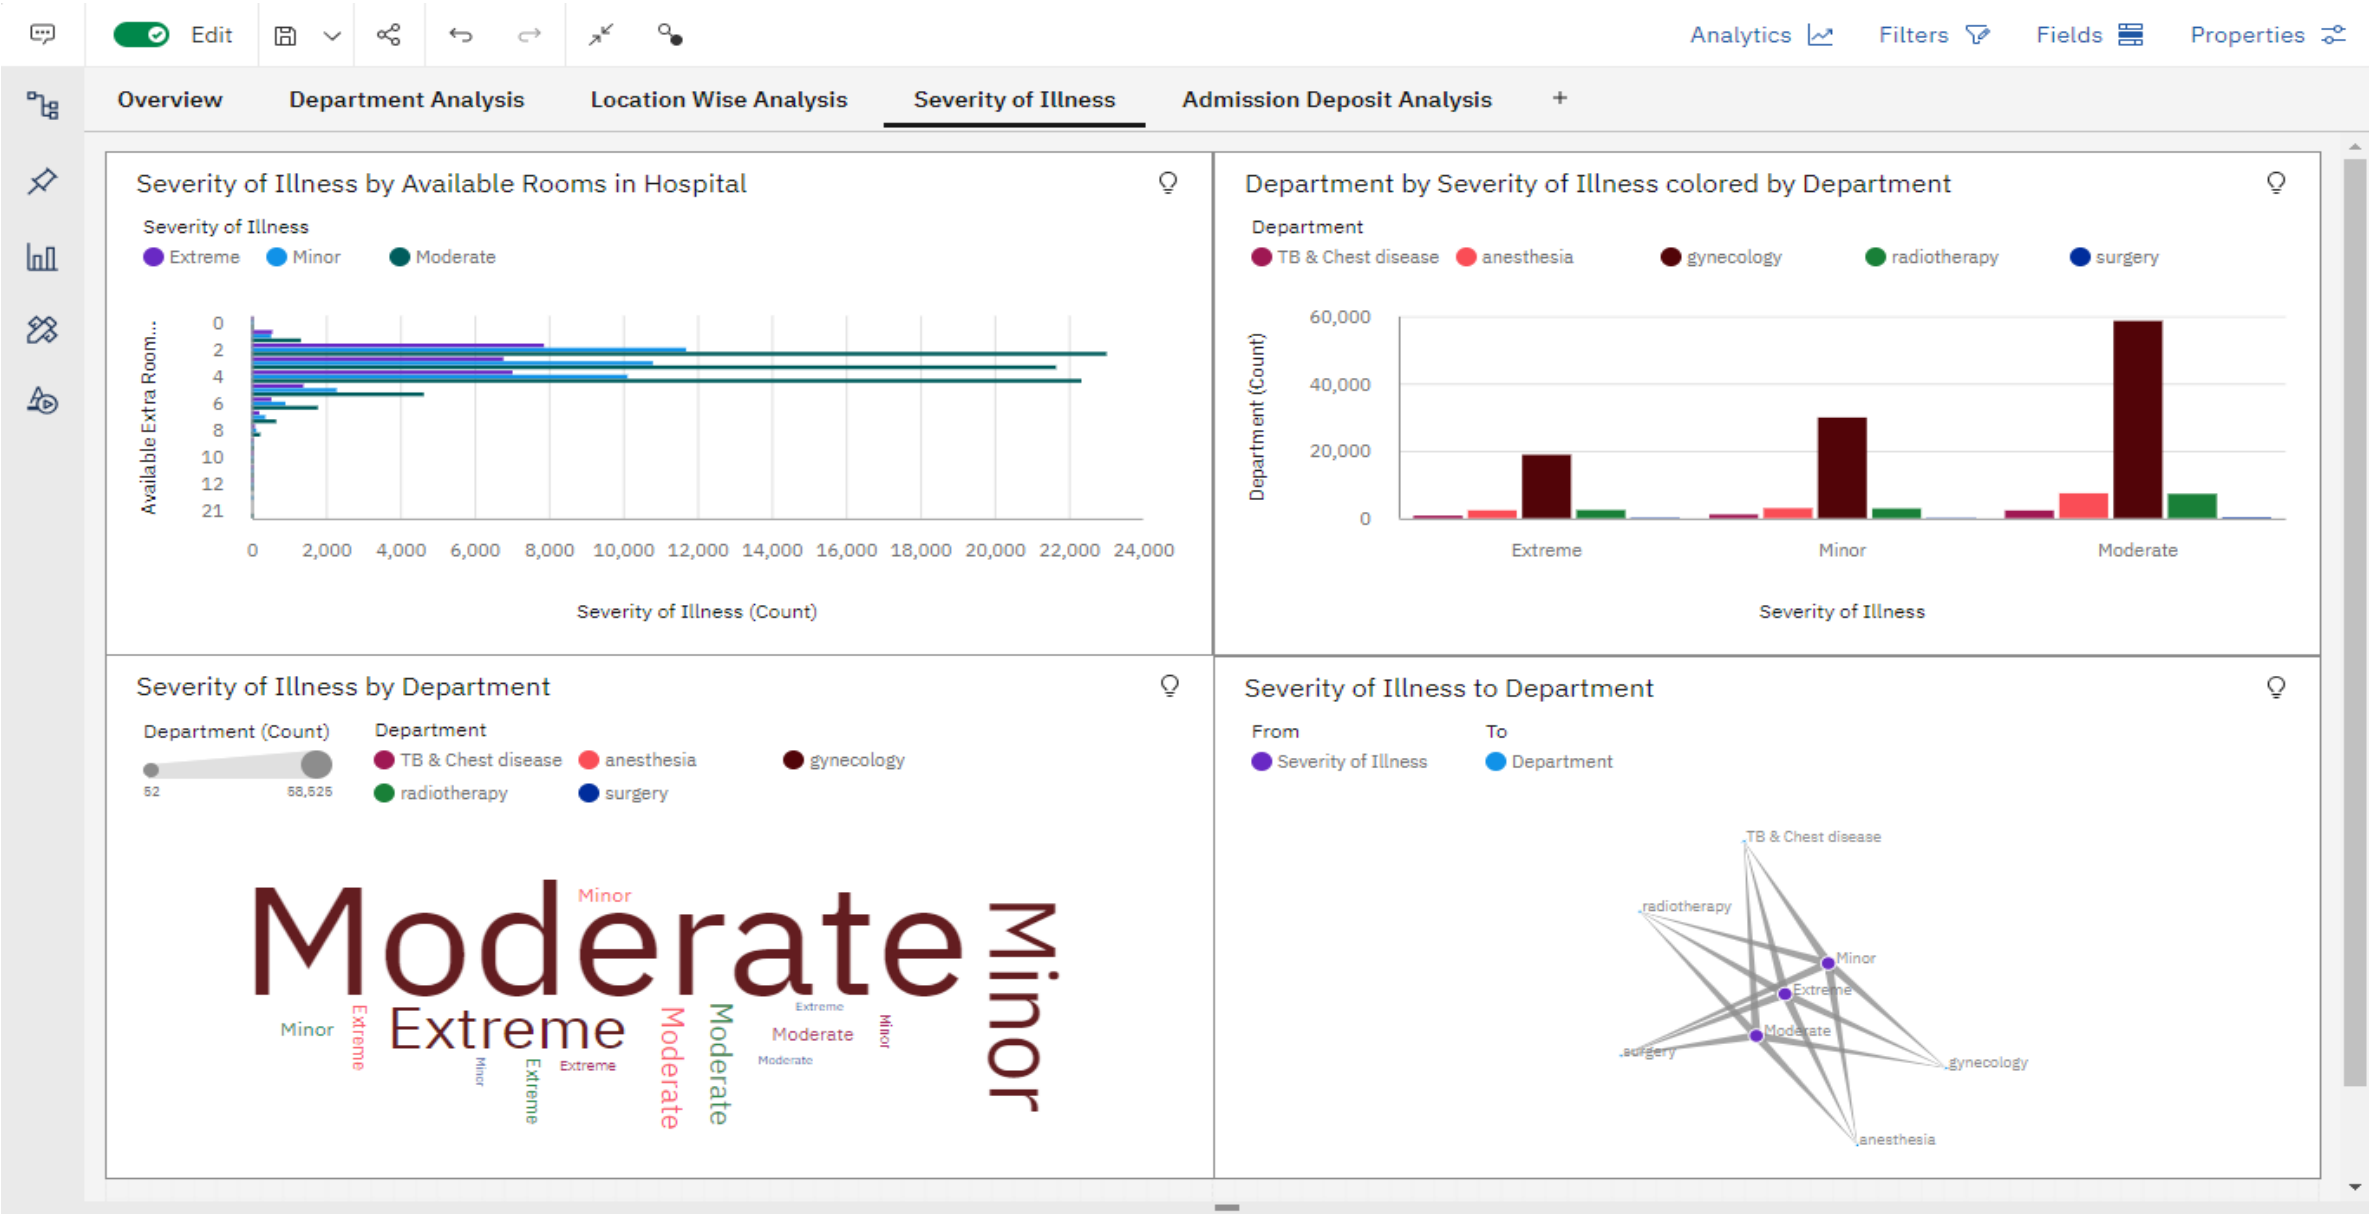 Edit
Analytics
Filters
Fields
Properties
Overview
Department Analysis
Location Wise Analysis
Severity of Illness
Admission Deposit Analysis
+
Severity of Illness by Available Rooms in Hospital
Severity of Illness
Extreme Minor Moderate
Available Extra Room...
0
2
4
6
8
10
12
21
0 2,000 4,000 6,000 8,000 10,000 12,000 14,000 16,000 18,000 20,000 22,000 24,000
Severity of Illness (Count)
Department by Severity of Illness colored by Department
Department
TB & Chest disease anesthesia gynecology radiotherapy surgery
Department (Count)
60,000
40,000
20,000
0
Extreme Minor Moderate
Severity of Illness
Severity of Illness by Department
Department (Count)
52 58,525
Department
TB & Chest disease anesthesia gynecology
radiotherapy surgery
Minor
Moderate
Minor
Minor
Extreme
Extreme
Minor
Extreme
Extreme
Moderate
Moderate
Extreme
Moderate
Moderate
Minor
Severity of Illness to Department
From To
Severity of Illness Department
TB & Chest disease
radiotherapy
Minor
Extreme
Moderate
surgery
gynecology
anesthesia